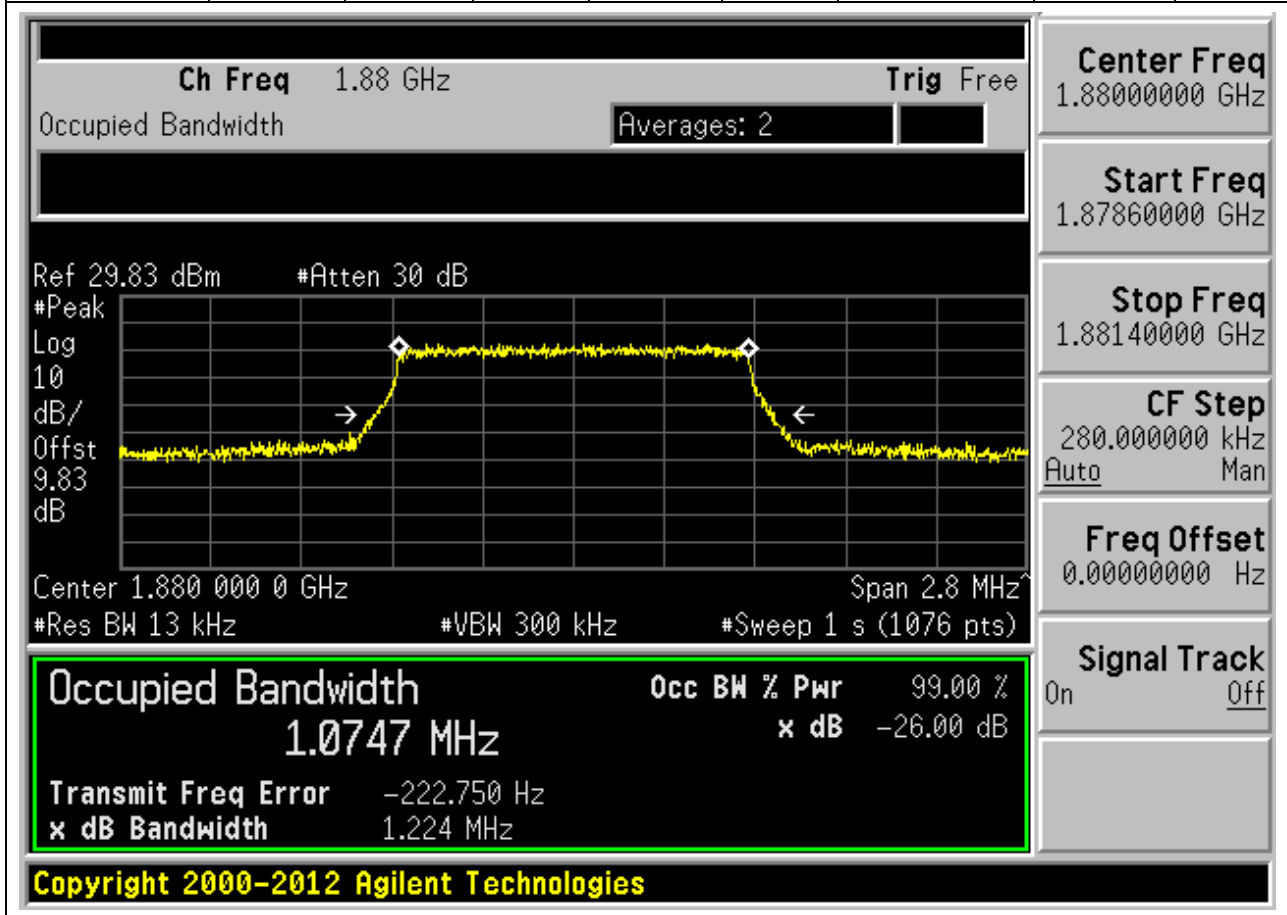 Ch Freq 1.88 GHz Trig Free
Occupied Bandwidth Averages: 2
Ref 29.83 dBm #Atten 30 dB
#Peak
Log
10
dB/
Offst
9.83
dB
Center 1.880 000 0 GHz Span 2.8 MHz^
#Res BW 13 kHz #VBW 300 kHz #Sweep 1 s (1076 pts)
Occupied Bandwidth Occ BW % Pwr 99.00 %
1.0747 MHz x dB -26.00 dB
Transmit Freq Error -222.750 Hz
x dB Bandwidth 1.224 MHz
Copyright 2000-2012 Agilent Technologies
Center Freq
1.88000000 GHz
Start Freq
1.87860000 GHz
Stop Freq
1.88140000 GHz
CF Step
280.000000 kHz
Auto Man
Freq Offset
0.00000000 Hz
Signal Track
On Off